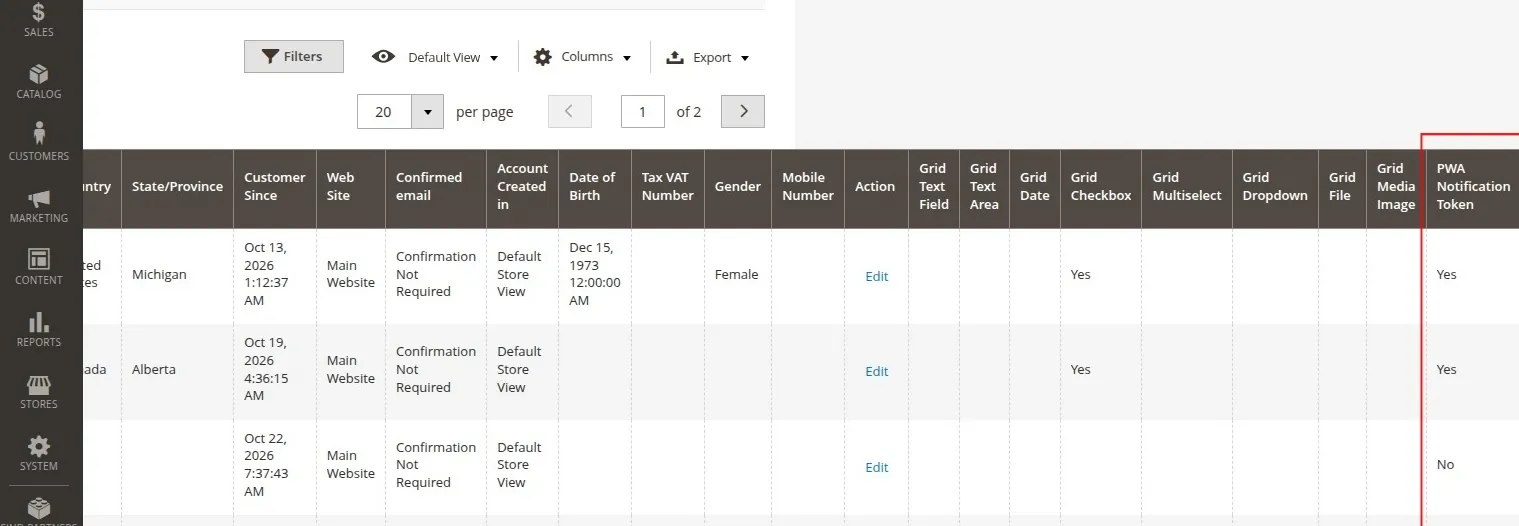 SALES
CATALOG
CUSTOMERS
MARKETING
CONTENT
REPORTS
STORES
SYSTEM
Filters
Default View
Columns
Export
20
per page
1
of 2
ntry
State/Province
Customer
Since
Web
Site
Confirmed
email
Account
Created
in
Date of
Birth
Tax VAT
Number
Gender
Mobile
Number
Action
Grid
Text
Field
Grid
Text
Area
Grid
Date
Grid
Checkbox
Grid
Multiselect
Grid
Dropdown
Grid
File
Grid
Media
Image
PWA
Notification
Token
ted
es
Michigan
Oct 13,
2026
1:12:37
AM
Main
Website
Confirmation
Not
Required
Default
Store
View
Dec 15,
1973
12:00:00
AM
Female
Edit
Yes
Yes
ada
Alberta
Oct 19,
2026
4:36:15
AM
Main
Website
Confirmation
Not
Required
Default
Store
View
Edit
Yes
Yes
Oct 22,
2026
7:37:43
AM
Main
Website
Confirmation
Not
Required
Default
Store
View
Edit
No